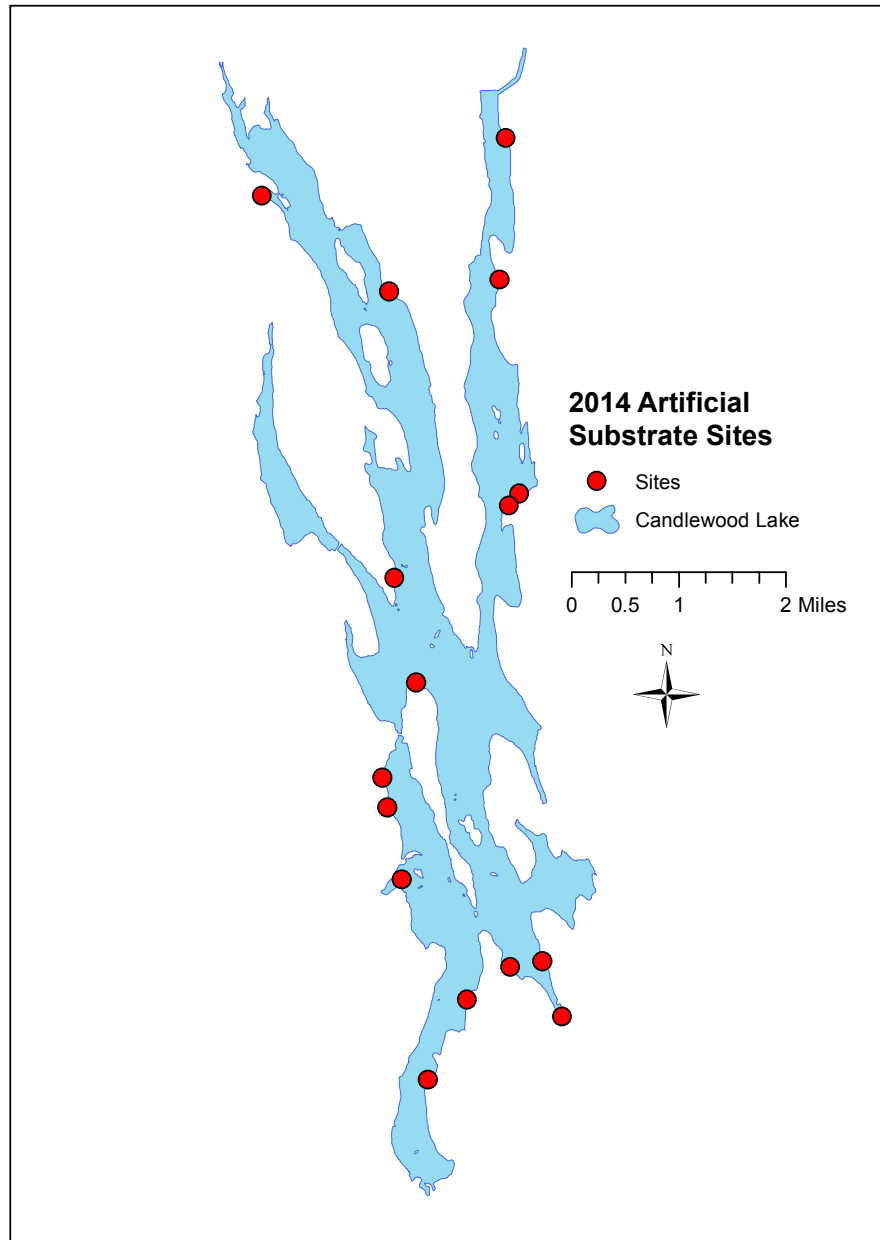 2014 Artificial
Substrate Sites
Sites
Candlewood Lake
0 0.5 1 2 Miles
N